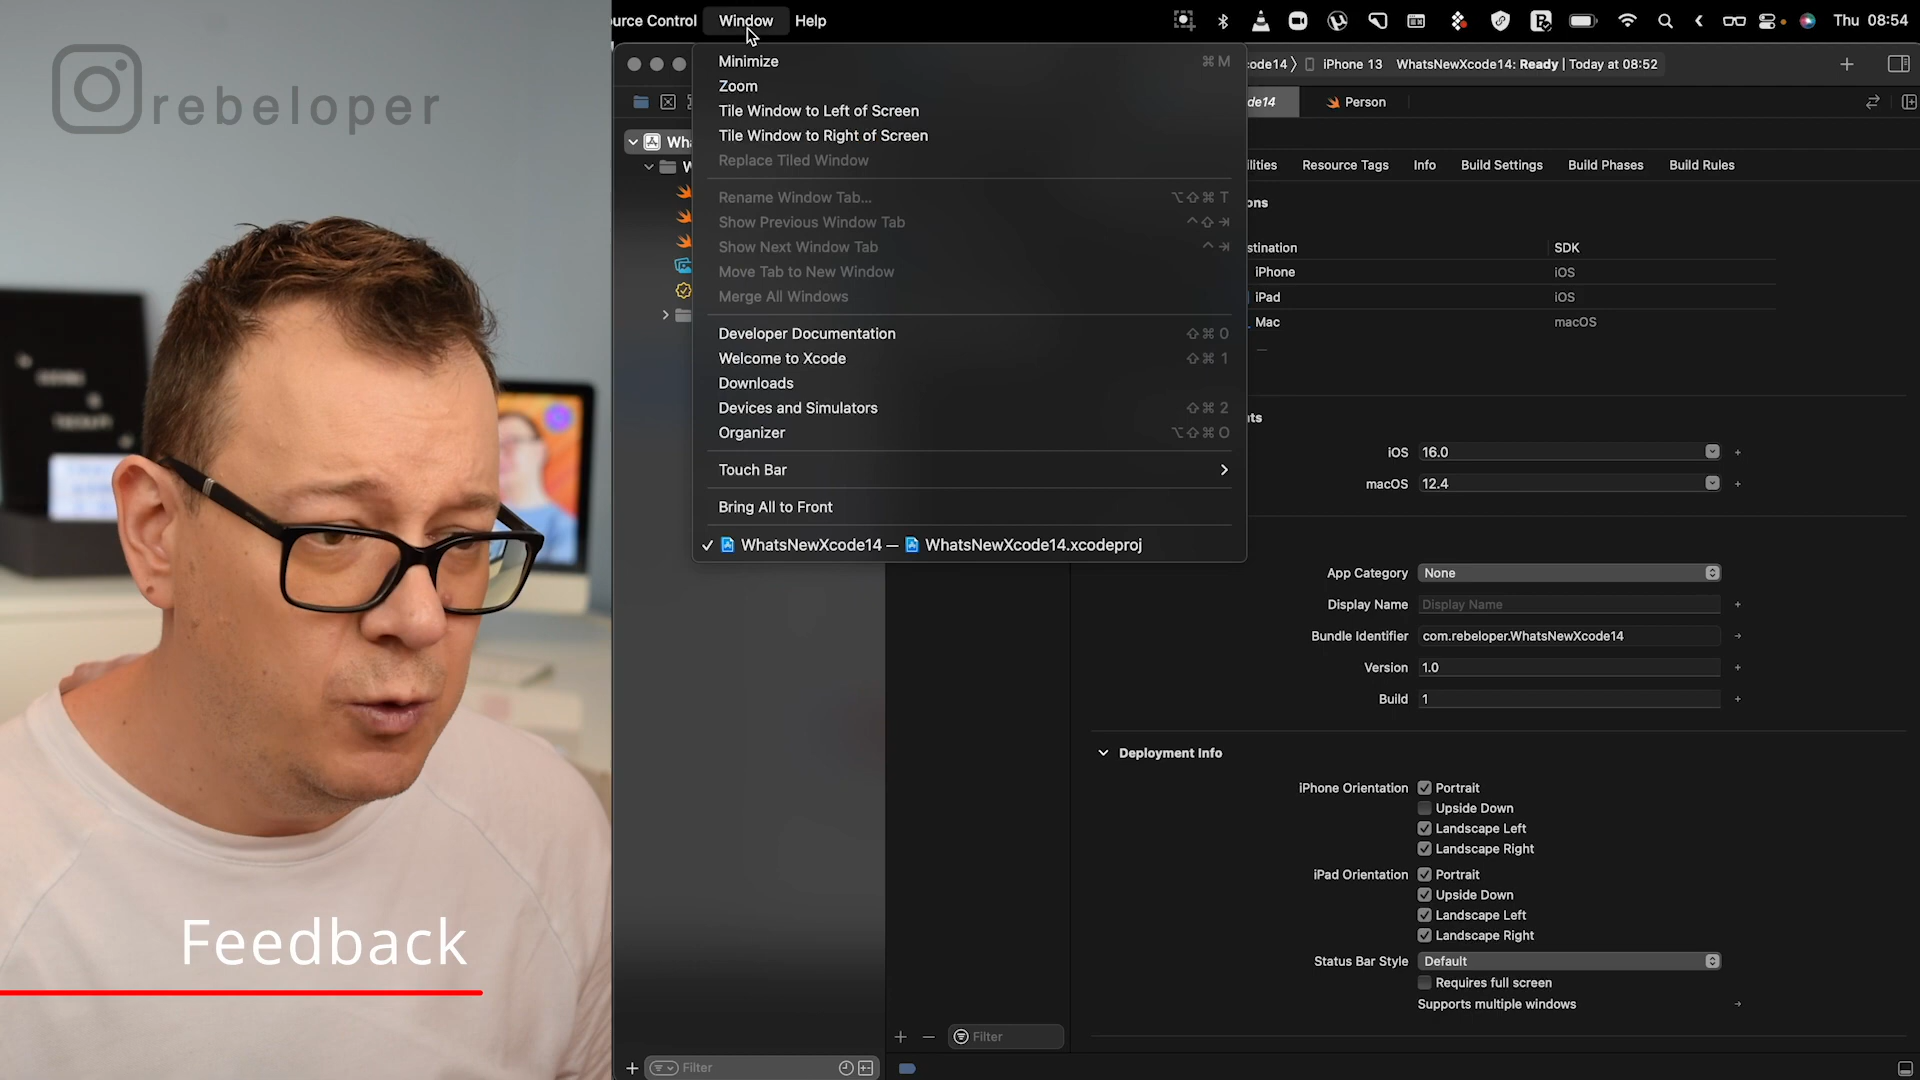 urce Control Window Help Thu 08:54
rebeloper
Minimize ⌘ M
Zoom
Tile Window to Left of Screen
Tile Window to Right of Screen
Replace Tiled Window
Rename Window Tab... ⌥⇧⌘ T
Show Previous Window Tab ^⇧⇥
Show Next Window Tab ^⇥
Move Tab to New Window
Merge All Windows
Developer Documentation ⇧⌘ 0
Welcome to Xcode ⇧⌘ 1
Downloads
Devices and Simulators ⇧⌘ 2
Organizer ⌥⇧⌘ O
Touch Bar
Bring All to Front
✓ WhatsNewXcode14 — WhatsNewXcode14.xcodeproj
ode14 〉 iPhone 13 WhatsNewXcode14: Ready | Today at 08:52
de14 Person
Wha
W
ilities Resource Tags Info Build Settings Build Phases Build Rules
ons
stination SDK
iPhone iOS
iPad iOS
Mac macOS
ts
iOS 16.0
macOS 12.4
App Category None
Display Name Display Name
Bundle Identifier com.rebeloper.WhatsNewXcode14
Version 1.0
Build 1
Deployment Info
iPhone Orientation Portrait
Upside Down
Landscape Left
Landscape Right
iPad Orientation Portrait
Upside Down
Landscape Left
Landscape Right
Status Bar Style Default
Requires full screen
Supports multiple windows
Filter
Filter
Feedback